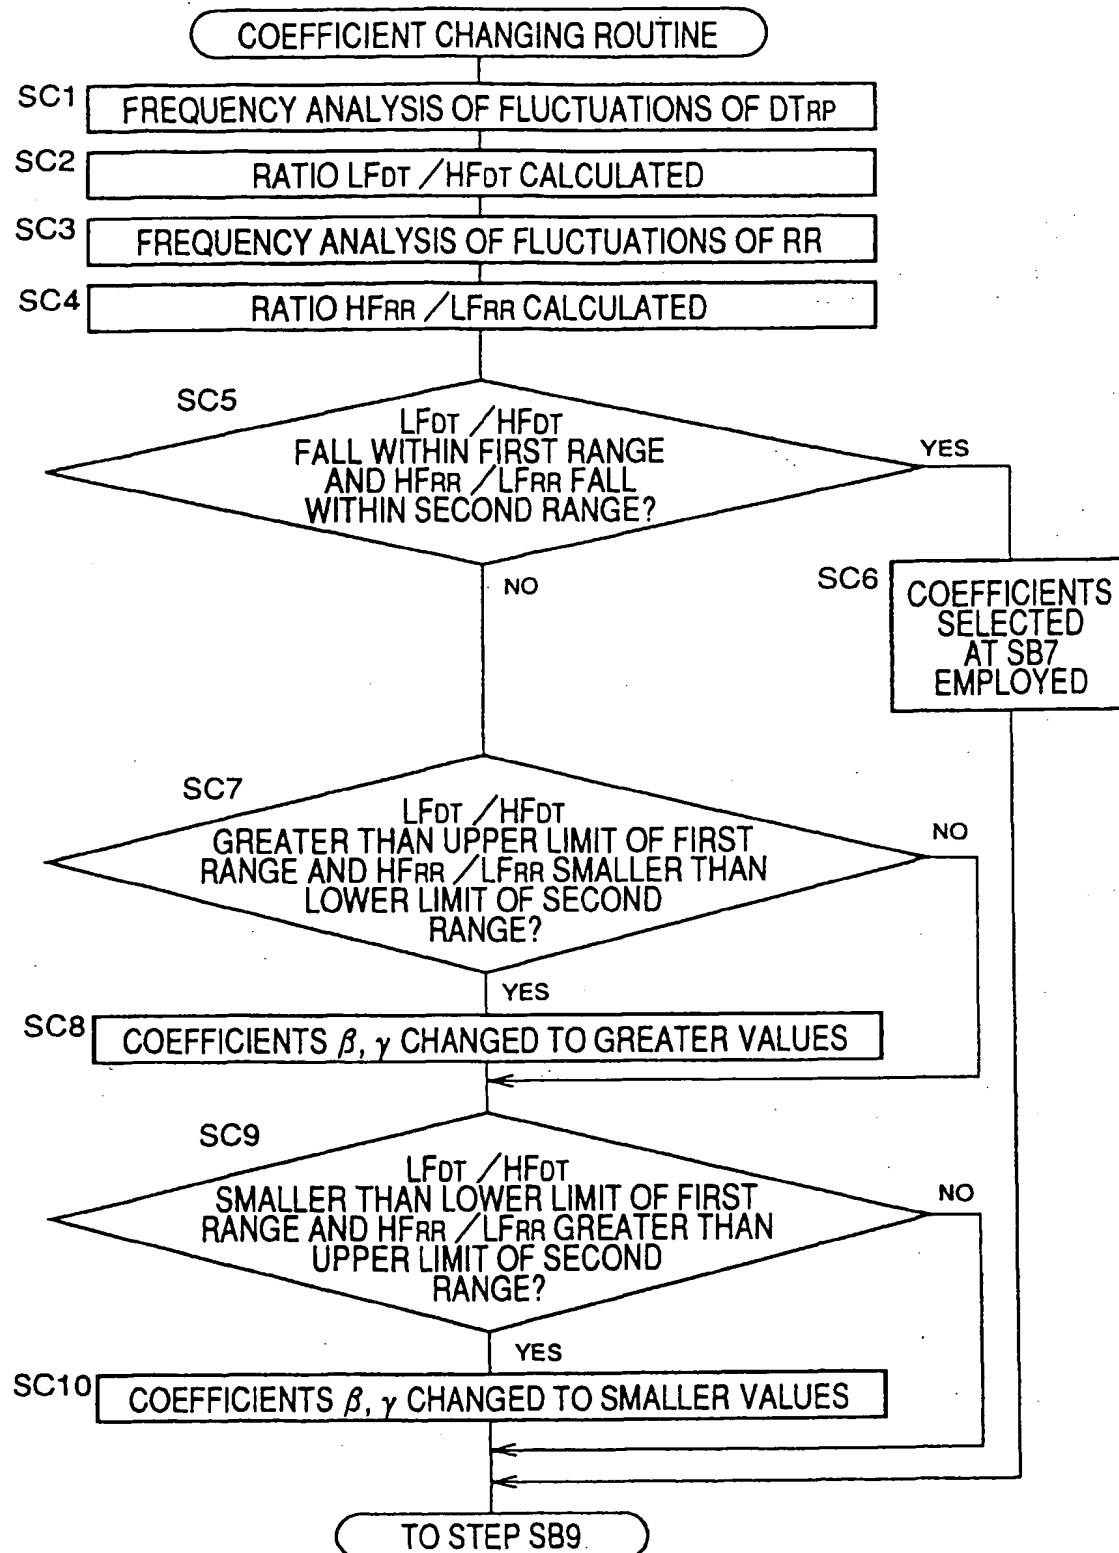 COEFFICIENT CHANGING ROUTINE
SC1
FREQUENCY ANALYSIS OF FLUCTUATIONS OF DTRP
SC2
RATIO LFDT /HFDT CALCULATED
SC3
FREQUENCY ANALYSIS OF FLUCTUATIONS OF RR
SC4
RATIO HFRR /LFRR CALCULATED
SC5
LFDT /HFDT
FALL WITHIN FIRST RANGE
AND HFRR /LFRR FALL
WITHIN SECOND RANGE?
YES
NO
SC6
COEFFICIENTS
SELECTED
AT SB7
EMPLOYED
SC7
LFDT /HFDT
GREATER THAN UPPER LIMIT OF FIRST
RANGE AND HFRR /LFRR SMALLER THAN
LOWER LIMIT OF SECOND
RANGE?
NO
YES
SC8
COEFFICIENTS β, γ CHANGED TO GREATER VALUES
SC9
LFDT /HFDT
SMALLER THAN LOWER LIMIT OF FIRST
RANGE AND HFRR /LFRR GREATER THAN
UPPER LIMIT OF SECOND
RANGE?
NO
YES
SC10
COEFFICIENTS β, γ CHANGED TO SMALLER VALUES
TO STEP SB9